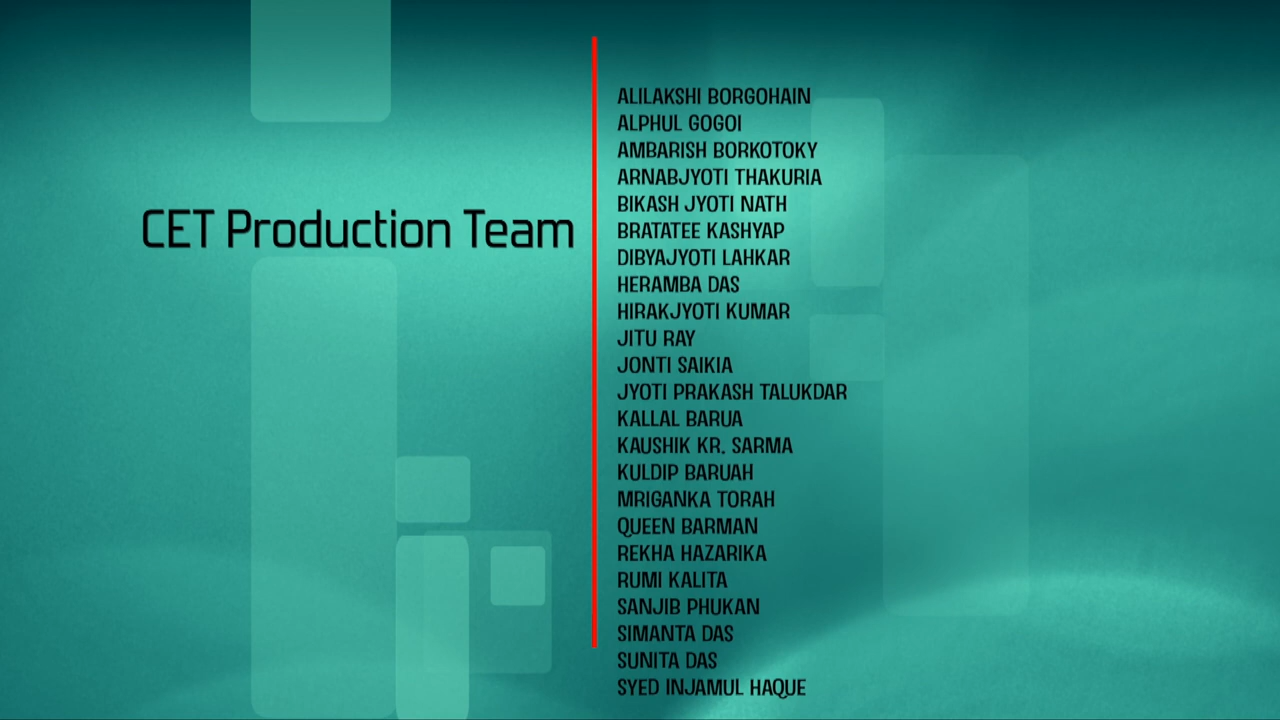 CET Production Team
ALILAKSHI BORGOHAIN
ALPHUL GOGOI
AMBARISH BORKOTOKY
ARNABJYOTI THAKURIA
BIKASH JYOTI NATH
BRATATEE KASHYAP
DIBYAJYOTI LAHKAR
HERAMBA DAS
HIRAKJYOTI KUMAR
JITU RAY
JONTI SAIKIA
JYOTI PRAKASH TALUKDAR
KALLAL BARUA
KAUSHIK KR. SARMA
KULDIP BARUAH
MRIGANKA TORAH
QUEEN BARMAN
REKHA HAZARIKA
RUMI KALITA
SANJIB PHUKAN
SIMANTA DAS
SUNITA DAS
SYED INJAMUL HAQUE